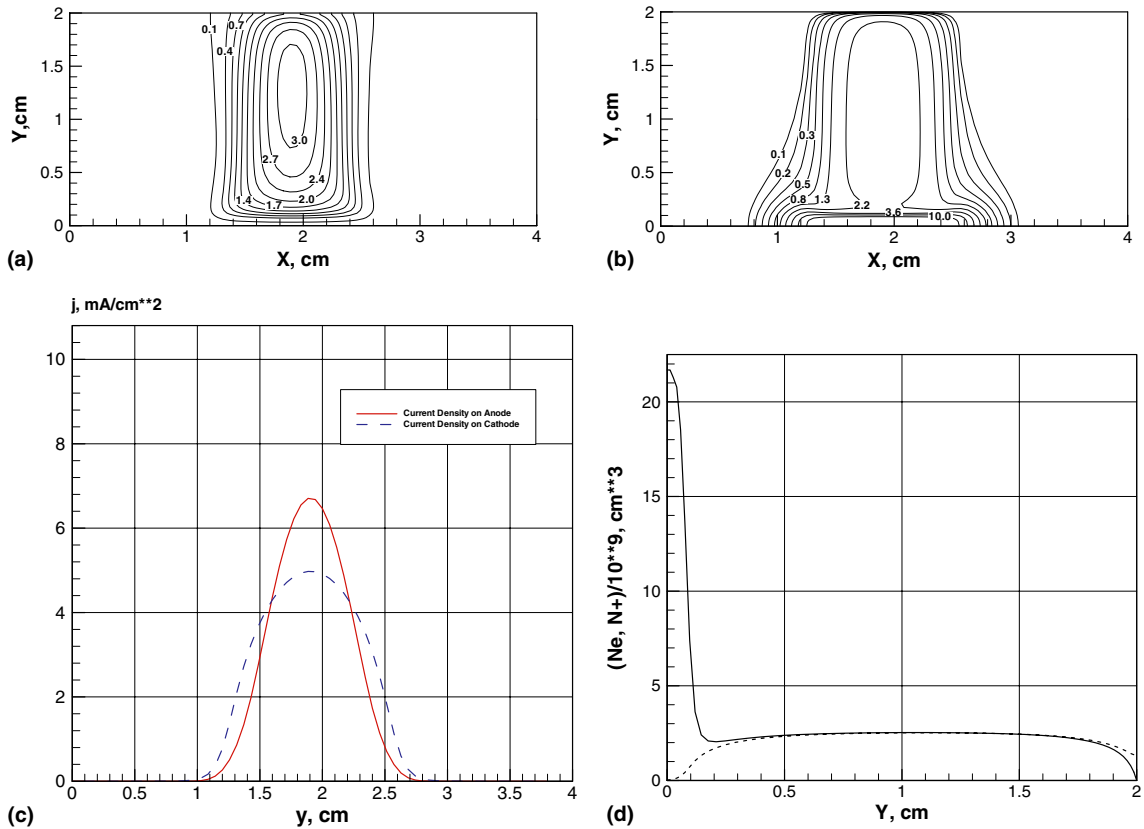 2
1.5
1
0.5
0
Y,cm
0.1
0.7
0.4
3.0
2.7
2.4
1.4
1.7
2.0
0 1 2 3 4
X, cm
(a)
2
1.5
1
0.5
0
Y, cm
0.1
0.3
0.2
0.5
0.8
1.3
2.2
3.6
10.0
0 1 2 3 4
X, cm
(b)
j, mA/cm**2
10
8
6
4
2
0
Current Density on Anode
Current Density on Cathode
0 0.5 1 1.5 2 2.5 3 3.5 4
y, cm
(c)
(Ne, N+)/10**9, cm**3
20
15
10
5
0
0 0.5 1 1.5 2
Y, cm
(d)